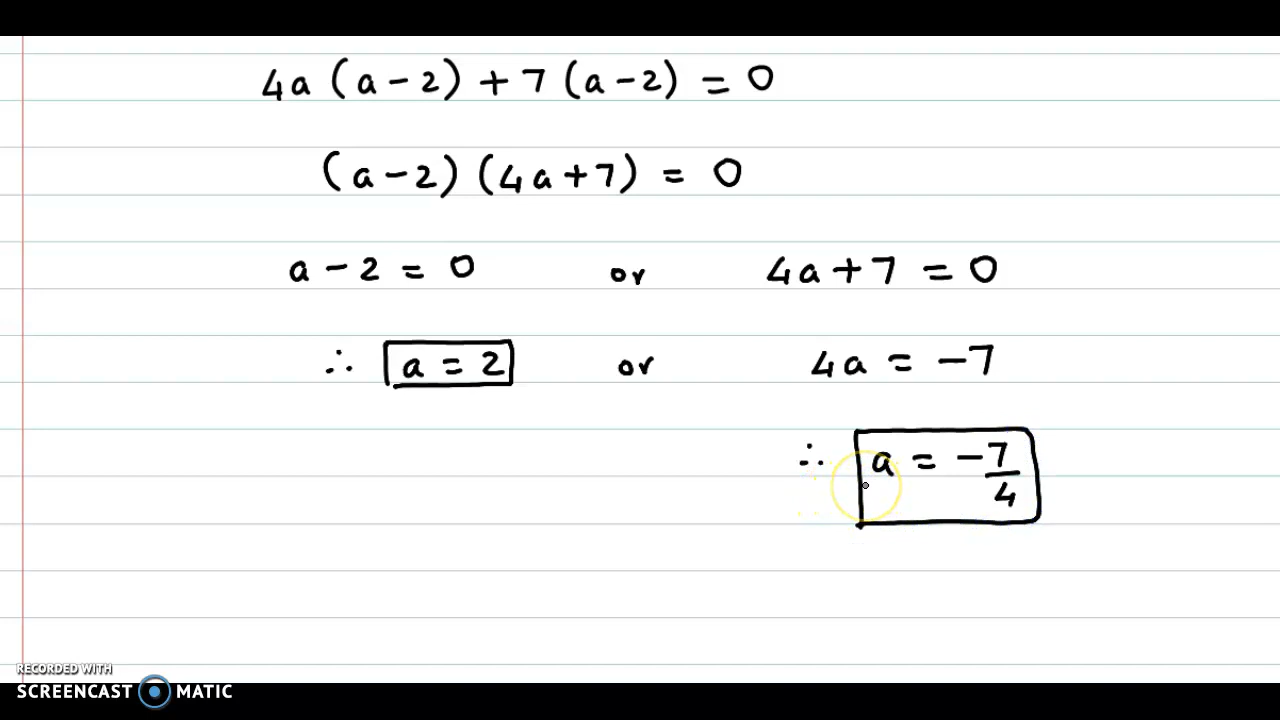 4a (a - 2) + 7 (a - 2) = 0
(a - 2) (4a + 7) = 0
a - 2 = 0 or 4a + 7 = 0
∴ a = 2 or 4a = -7
∴ a = -7/4
RECORDED WITH
SCREENCAST MATIC